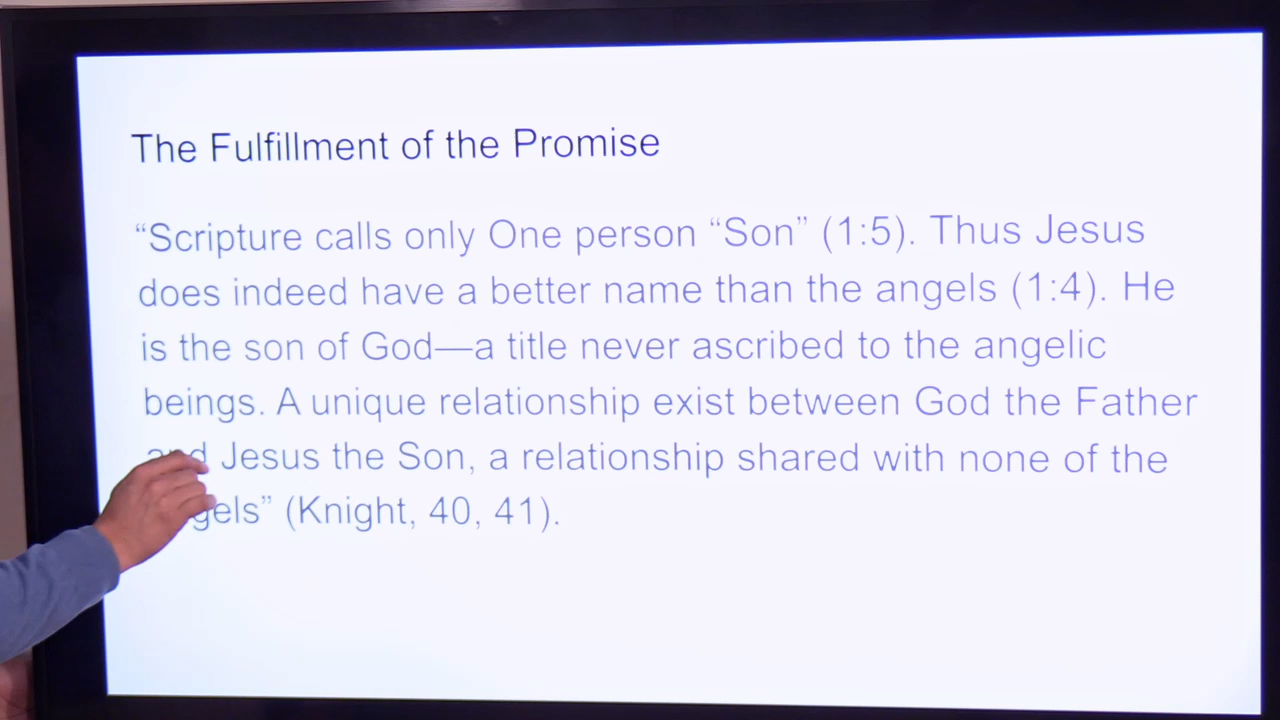 The Fulfillment of the Promise
“Scripture calls only One person “Son” (1:5). Thus Jesus
does indeed have a better name than the angels (1:4). He
is the son of God—a title never ascribed to the angelic
beings. A unique relationship exist between God the Father
and Jesus the Son, a relationship shared with none of the
gels” (Knight, 40, 41).